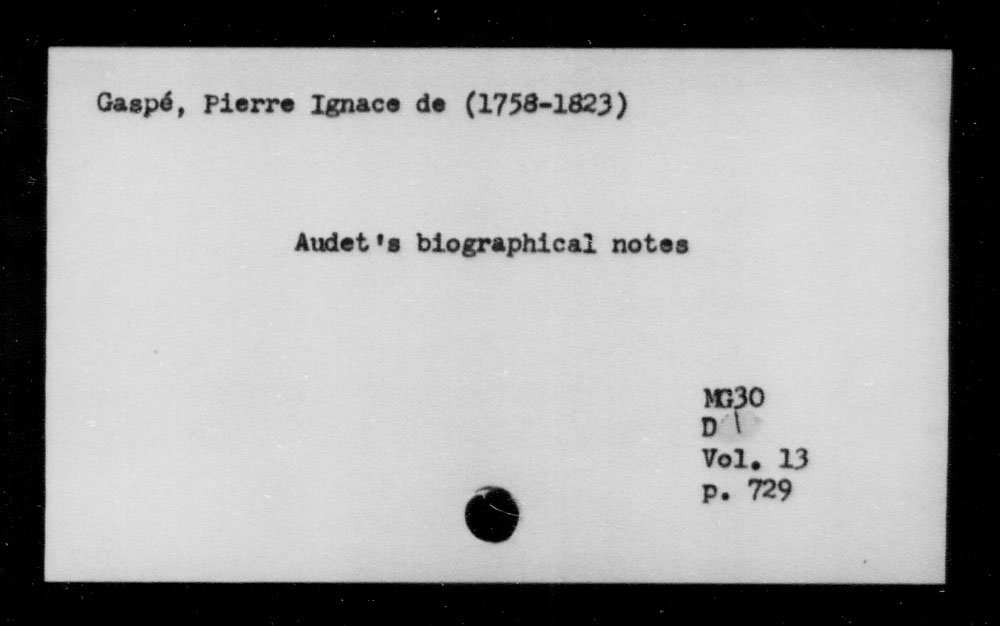 Gaspé, Pierre Ignace de (1758-1823)
Audet's biographical notes
MG30
D 1
Vol. 13
p. 729